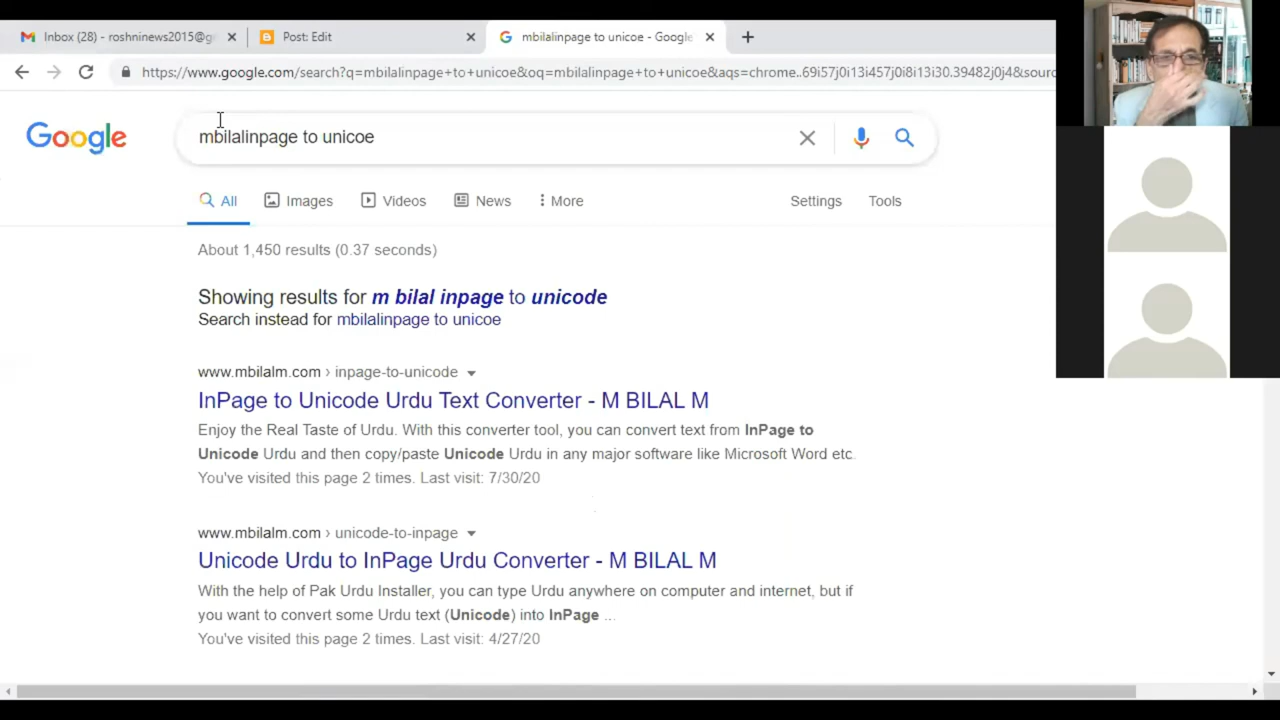 Inbox (28) - roshninews2015@g
Post: Edit
mbilalinpage to unicoe - Google
https://www.google.com/search?q=mbilalinpage+to+unicoe&oq=mbilalinpage+to+unicoe&aqs=chrome..69i57j0i13i457j0i8i13i30.39482j0j4&sourc
Google
mbilalinpage to unicoe
All
Images
Videos
News
More
Settings
Tools
About 1,450 results (0.37 seconds)
Showing results for m bilal inpage to unicode
Search instead for mbilalinpage to unicoe
www.mbilalm.com › inpage-to-unicode
InPage to Unicode Urdu Text Converter - M BILAL M
Enjoy the Real Taste of Urdu. With this converter tool, you can convert text from InPage to
Unicode Urdu and then copy/paste Unicode Urdu in any major software like Microsoft Word etc.
You've visited this page 2 times. Last visit: 7/30/20
www.mbilalm.com › unicode-to-inpage
Unicode Urdu to InPage Urdu Converter - M BILAL M
With the help of Pak Urdu Installer, you can type Urdu anywhere on computer and internet, but if
you want to convert some Urdu text (Unicode) into InPage ...
You've visited this page 2 times. Last visit: 4/27/20